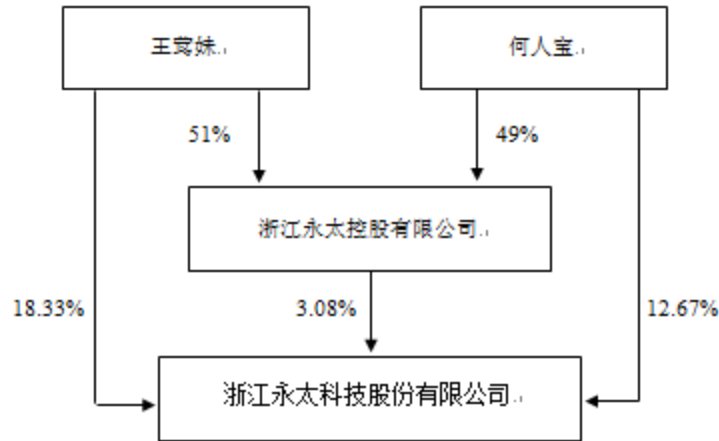 王莺妹
何人宝
51%
49%
浙江永太控股有限公司
18.33%
3.08%
12.67%
浙江永太科技股份有限公司